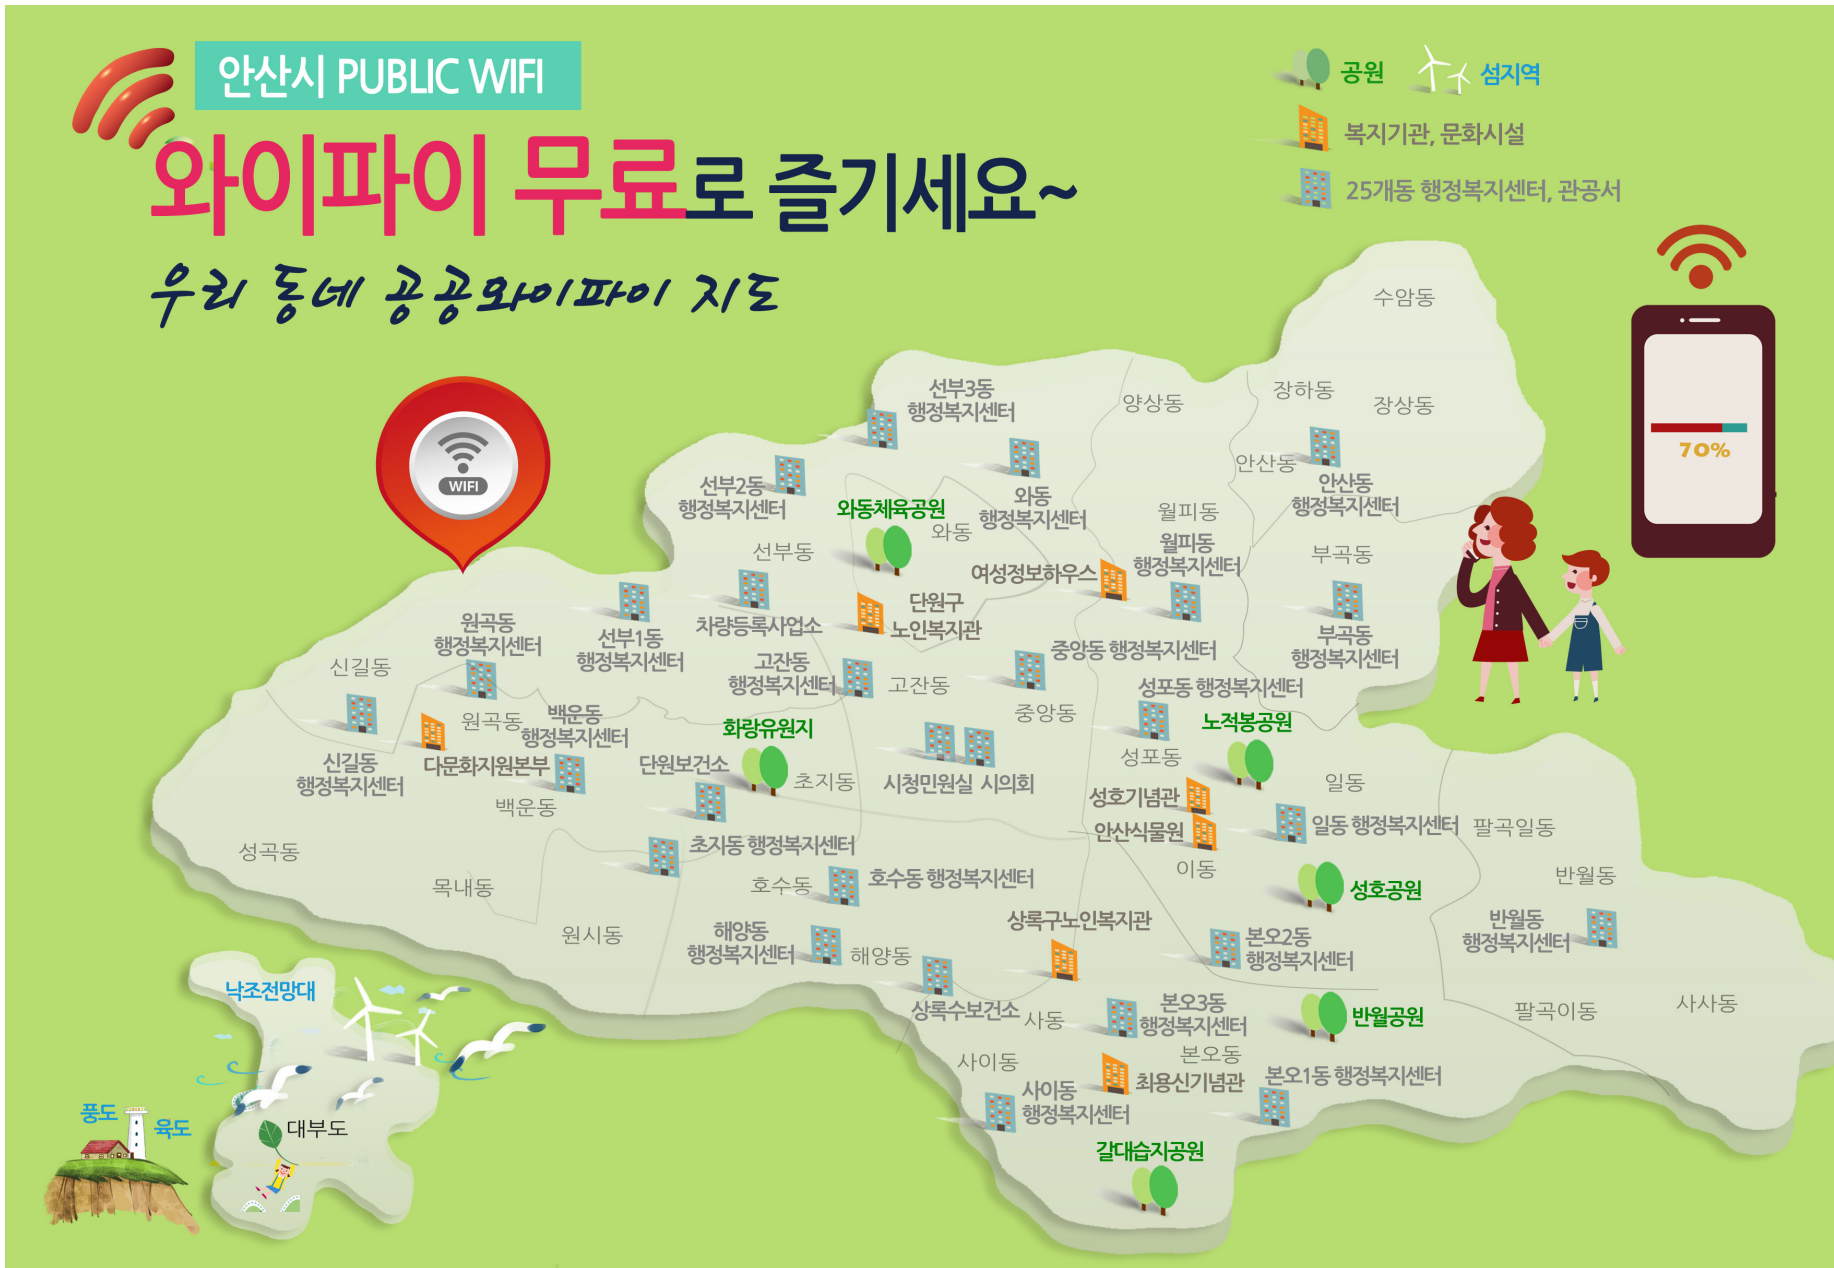 안산시 PUBLIC WIFI
와이파이 무료로 즐기세요~
우리 동네 공공와이파이 지도
공원
섬지역
복지기관, 문화시설
25개동 행정복지센터, 관공서
70%
WIFI
수암동
선부3동
행정복지센터
양상동
장하동
장상동
안산동
안산동
행정복지센터
선부2동
행정복지센터
와동체육공원
와동
와동
행정복지센터
월피동
월피동
행정복지센터
선부동
여성정보하우스
부곡동
원곡동
행정복지센터
선부1동
행정복지센터
차량등록사업소
단원구
노인복지관
부곡동
행정복지센터
신길동
고잔동
행정복지센터
고잔동
중앙동 행정복지센터
성포동 행정복지센터
원곡동
백운동
행정복지센터
화랑유원지
중앙동
노적봉공원
신길동
행정복지센터
다문화지원본부
단원보건소
초지동
시청민원실 시의회
성포동
일동
백운동
성호기념관
안산식물원
일동 행정복지센터
팔곡일동
성곡동
초지동 행정복지센터
목내동
호수동
호수동 행정복지센터
이동
성호공원
반월동
원시동
해양동
행정복지센터
해양동
상록구노인복지관
본오2동
행정복지센터
반월동
행정복지센터
낙조전망대
상록수보건소
사동
본오3동
행정복지센터
반월공원
팔곡이동
사사동
사이동
본오동
사이동
행정복지센터
최용신기념관
본오1동 행정복지센터
풍도
육도
대부도
갈대습지공원